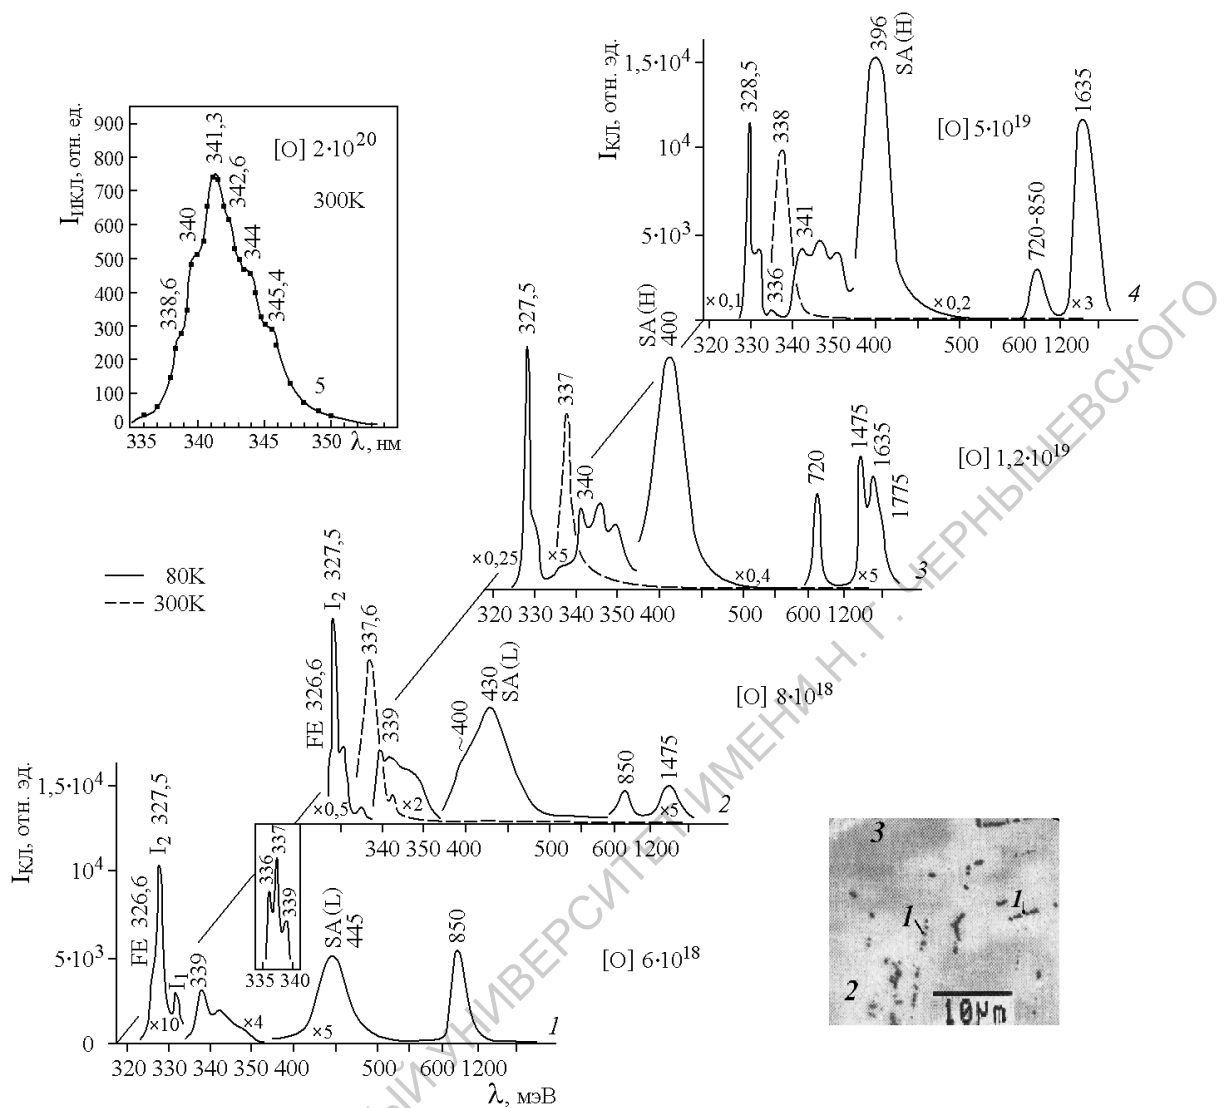 I_ИКЛ, отн. ед.
900
800
700
600
500
400
300
200
100
0
335 340 345 350
λ, нм
338,6
340
341,3
342,6
344
345,4
[O] 2·10^20
300K
5
I_КЛ, отн. эд.
1,5·10^4
10^4
5·10^3
328,5
338
336
341
396
SA(H)
[O] 5·10^19
720-850
1635
×0,1
×0,2
×3
4
320 330 340 350 400 500 600 1200
327,5
337
340
SA(H)
400
[O] 1,2·10^19
720
1475
1635
1775
×0,25
×5
×0,4
×5
3
320 330 340 350 400 500 600 1200
80K
300K
FE 326,6
I_2 327,5
337,6
339
~400
430
SA(L)
[O] 8·10^18
850
1475
×0,5
×2
×5
2
340 350 400 500 600 1200
I_КЛ, отн. эд.
1,5·10^4
10^4
5·10^3
0
FE 326,6
I_2 327,5
I_1
339
336
337
339
335 340
SA(L)
445
850
[O] 6·10^18
×10
×4
×5
1
320 330 340 350 400 500 600 1200
λ, мэВ
3
1
1
2
10µm
ЫЙ УНИВЕРСИТЕТ ИМЕНИ Н. Г. ЧЕРНЫШЕВСКОГО